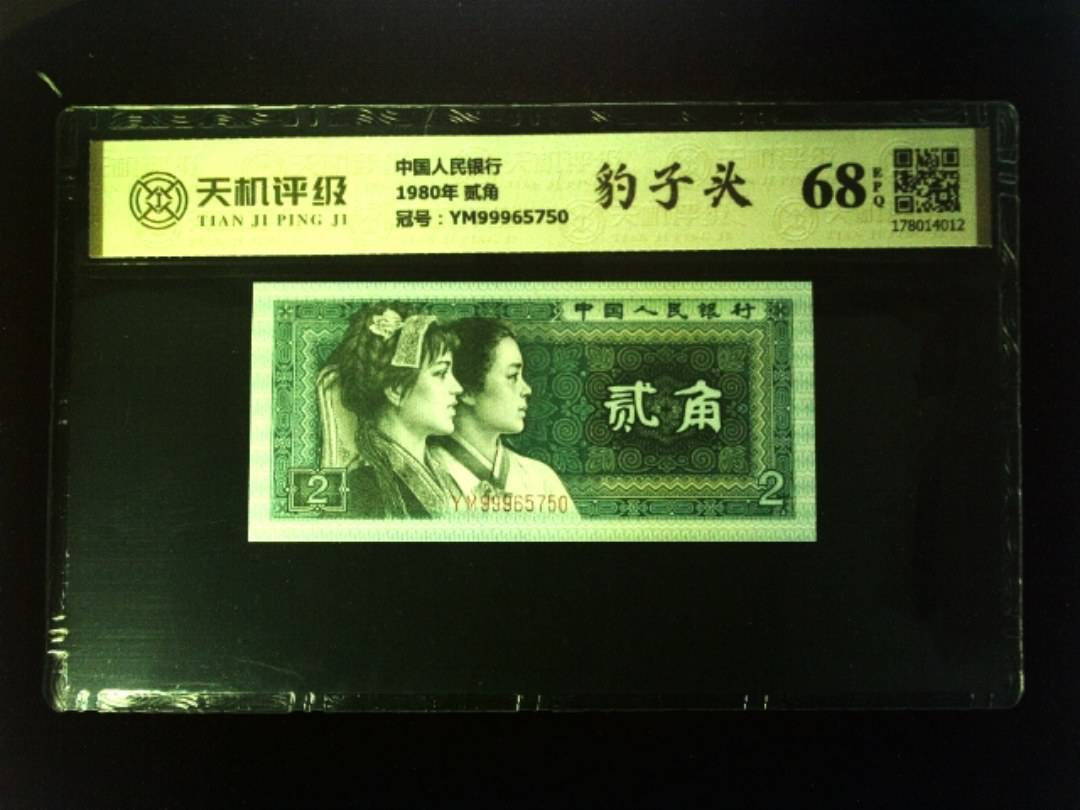 天机评级
TIAN JI PING JI
中国人民银行
1980年 贰角
冠号：YM99965750
豹子头
68
EPQ
178014012
中国人民银行
贰角
2
YM99965750
2